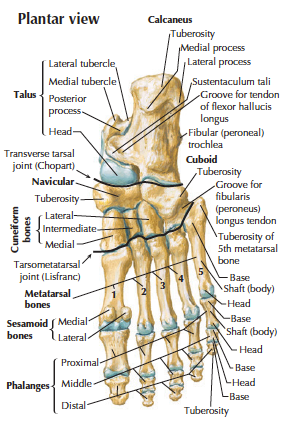 Plantar view
Calcaneus
Tuberosity
Medial process
Lateral process
Sustentaculum tali
Groove for tendon
of flexor hallucis
longus
Fibular (peroneal)
trochlea
Cuboid
Tuberosity
Groove for
fibularis
(peroneus)
longus tendon
Tuberosity of
5th metatarsal
bone
Base
Shaft (body)
Head
Base
Shaft (body)
Head
Base
Head
Base
Tuberosity
Talus
Lateral tubercle
Medial tubercle
Posterior
process
Head
Transverse tarsal
joint (Chopart)
Navicular
Tuberosity
Cuneiform
bones
Lateral
Intermediate
Medial
Tarsometatarsal
joint (Lisfranc)
Metatarsal
bones
1 2 3 4 5
Sesamoid
bones
Medial
Lateral
Phalanges
Proximal
Middle
Distal